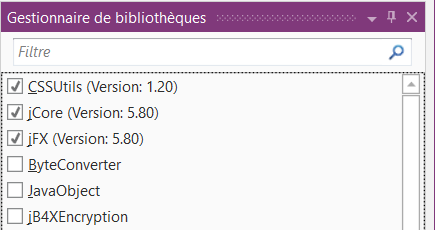 Gestionnaire de bibliothèques
Filtre
CSSUtils (Version: 1.20)
jCore (Version: 5.80)
jFX (Version: 5.80)
ByteConverter
JavaObject
jB4XEncryption